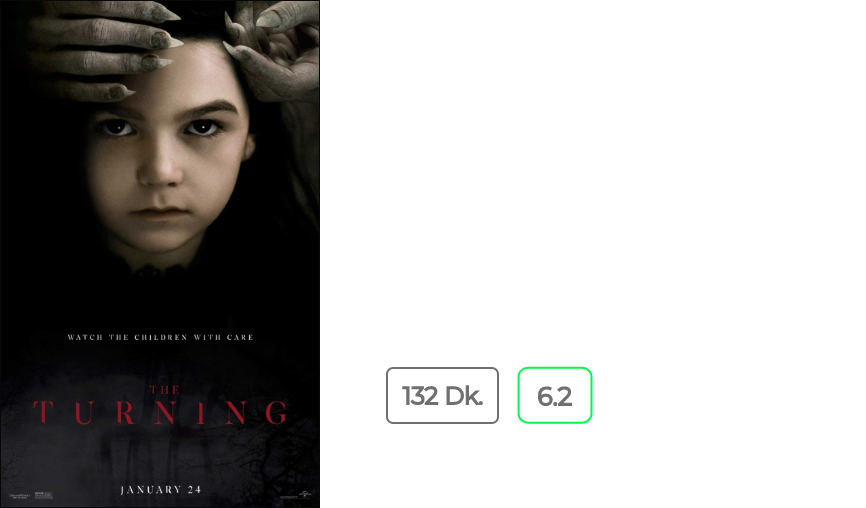 WATCH THE CHILDREN WITH CARE
THE
TURNING
JANUARY 24
132 Dk.
6.2